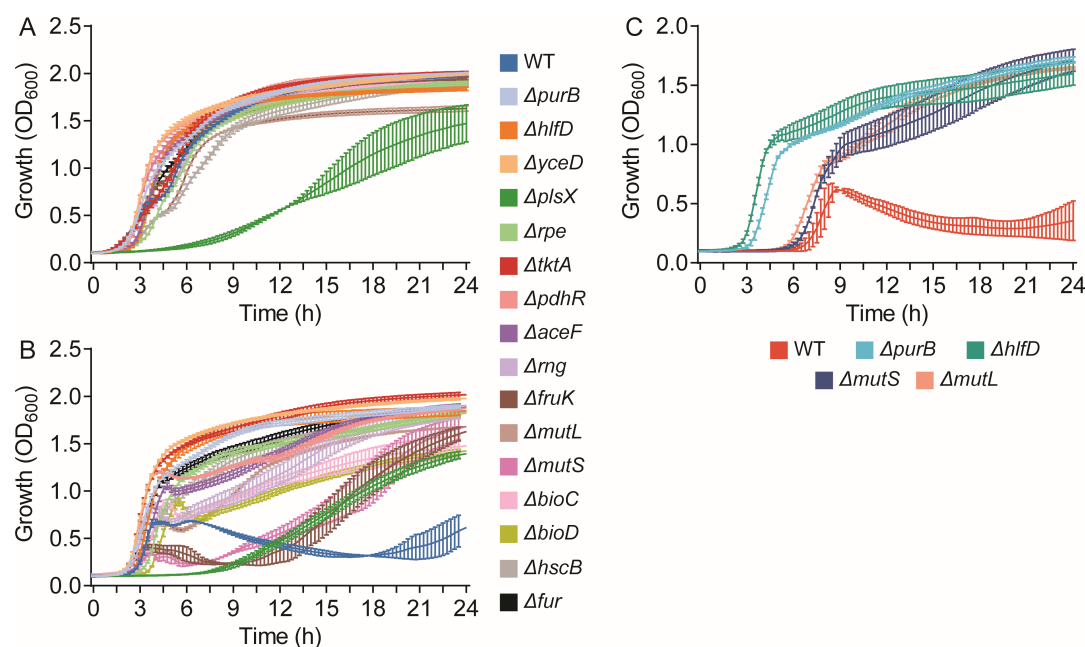 A
2.5
2.0
1.5
1.0
0.5
0.0
Growth (OD600)
0 3 6 9 12 15 18 21 24
Time (h)
B
2.5
2.0
1.5
1.0
0.5
0.0
Growth (OD600)
0 3 6 9 12 15 18 21 24
Time (h)
WT
ΔpurB
ΔhlfD
ΔyceD
ΔplsX
Δrpe
ΔtktA
ΔpdhR
ΔaceF
Δrng
ΔfruK
ΔmutL
ΔmutS
ΔbioC
ΔbioD
ΔhscB
Δfur
C
2.0
1.5
1.0
0.5
0.0
Growth (OD600)
0 3 6 9 12 15 18 21 24
Time (h)
WT ΔpurB ΔhlfD
ΔmutS ΔmutL